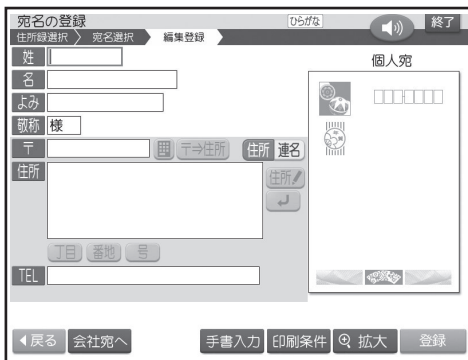 宛名の登録
ひらがな
終了
住所録選択 〉 宛名選択 〉 編集登録
個人宛
姓
名
よみ
敬称 様
〒 〒⇒住所 住所 連名
住所
住所
丁目 番地 号
TEL
戻る 会社宛へ 手書入力 印刷条件 拡大 登録